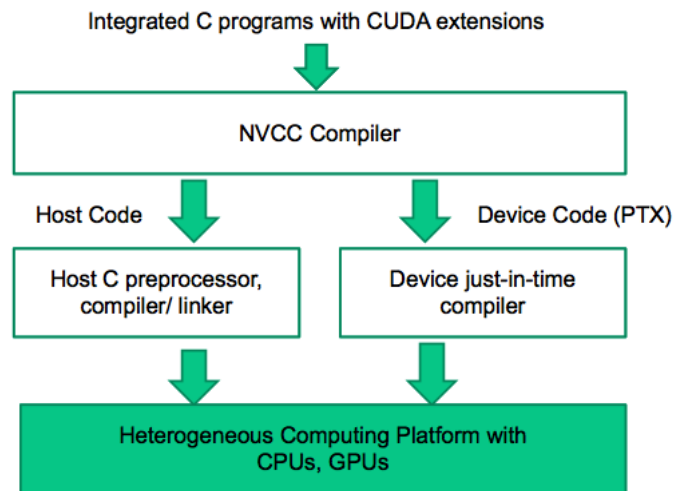 Integrated C programs with CUDA extensions
NVCC Compiler
Host Code
Device Code (PTX)
Host C preprocessor,
compiler/ linker
Device just-in-time
compiler
Heterogeneous Computing Platform with
CPUs, GPUs